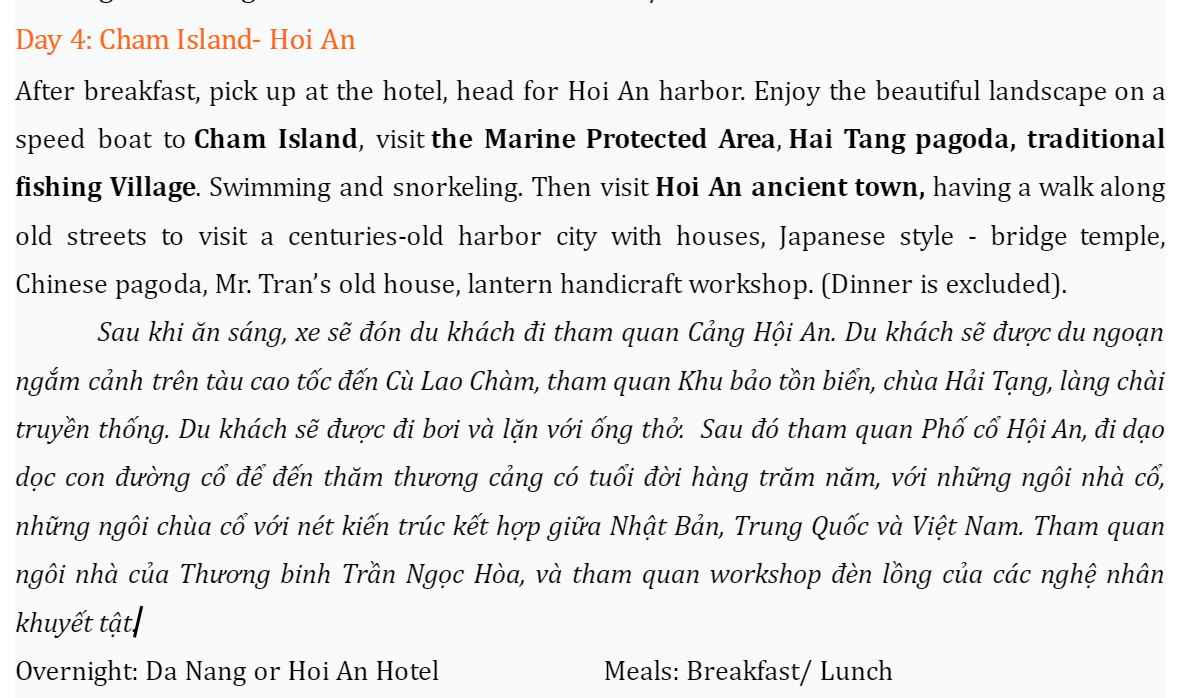 Day 4: Cham Island- Hoi An
After breakfast, pick up at the hotel, head for Hoi An harbor. Enjoy the beautiful landscape on a
speed boat to Cham Island, visit the Marine Protected Area, Hai Tang pagoda, traditional
fishing Village. Swimming and snorkeling. Then visit Hoi An ancient town, having a walk along
old streets to visit a centuries-old harbor city with houses, Japanese style - bridge temple,
Chinese pagoda, Mr. Tran’s old house, lantern handicraft workshop. (Dinner is excluded).
Sau khi ăn sáng, xe sẽ đón du khách đi tham quan Cảng Hội An. Du khách sẽ được du ngoạn
ngắm cảnh trên tàu cao tốc đến Cù Lao Chàm, tham quan Khu bảo tồn biển, chùa Hải Tạng, làng chài
truyền thống. Du khách sẽ được đi bơi và lặn với ống thở. Sau đó tham quan Phố cổ Hội An, đi dạo
dọc con đường cổ để đến thăm thương cảng có tuổi đời hàng trăm năm, với những ngôi nhà cổ,
những ngôi chùa cổ với nét kiến trúc kết hợp giữa Nhật Bản, Trung Quốc và Việt Nam. Tham quan
ngôi nhà của Thương binh Trần Ngọc Hòa, và tham quan workshop đèn lồng của các nghệ nhân
khuyết tật.
Overnight: Da Nang or Hoi An Hotel Meals: Breakfast/ Lunch